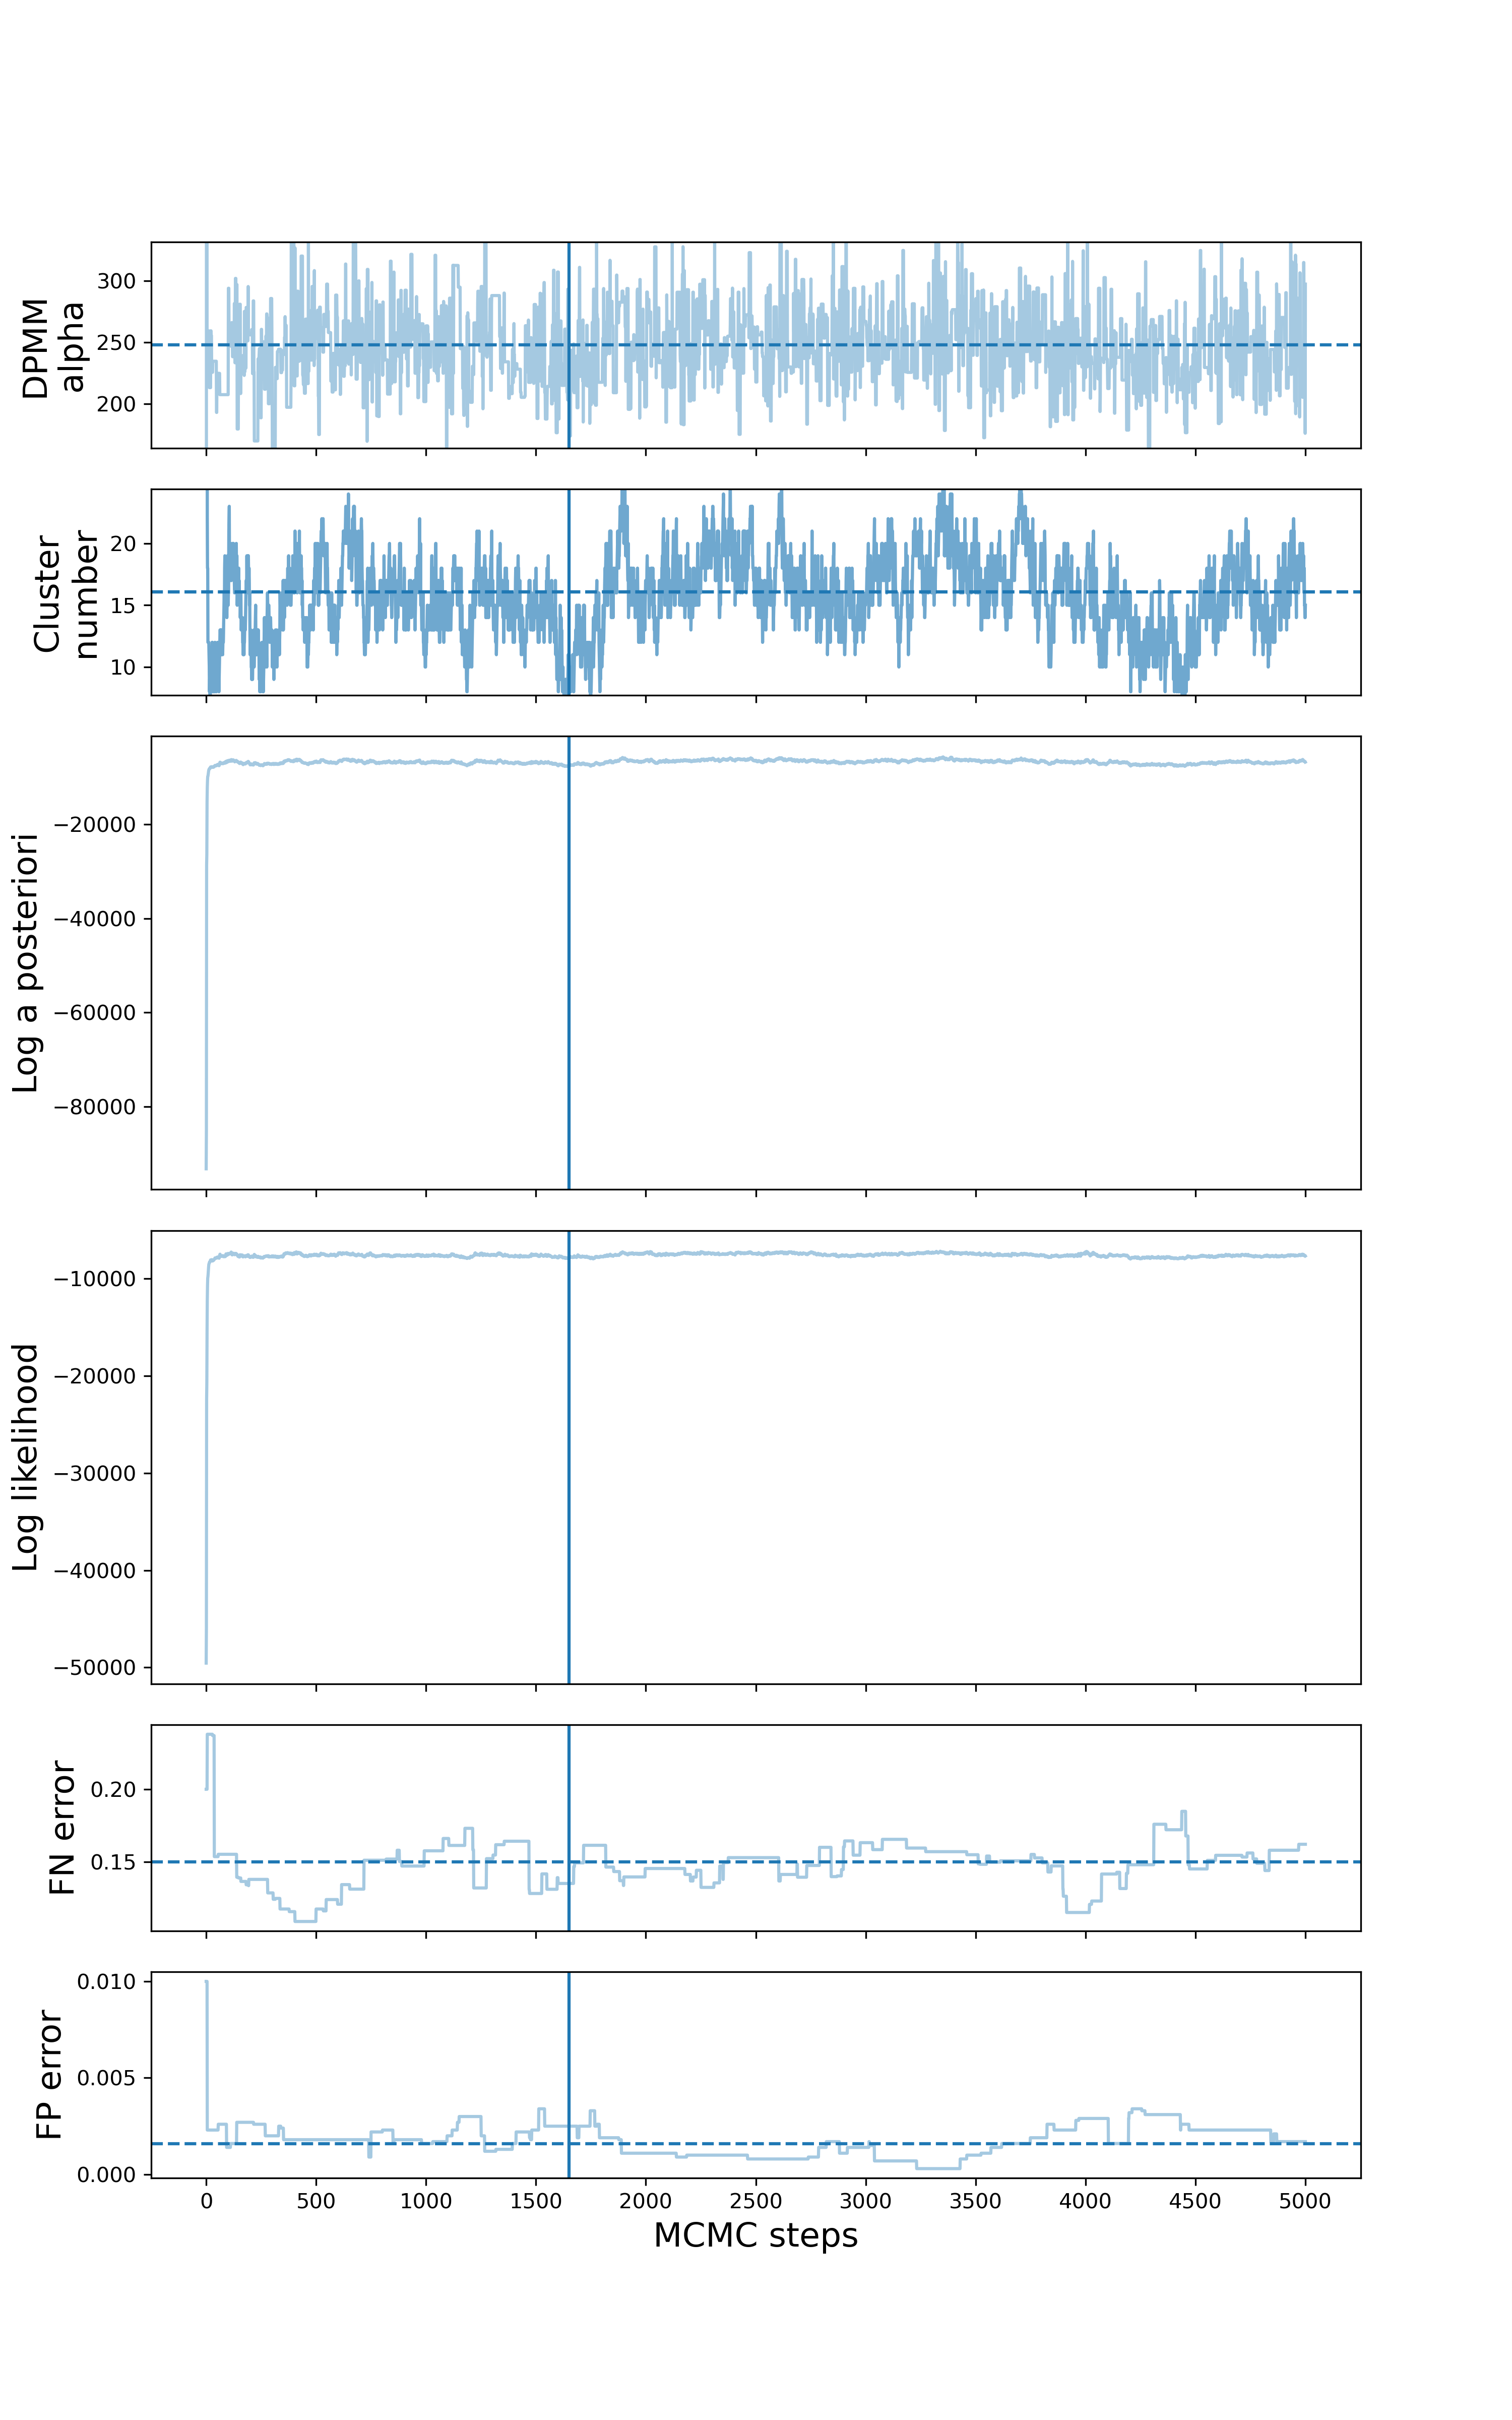 DPMM
alpha
300
250
200
Cluster
number
20
15
10
Log a posteriori
−20000
−40000
−60000
−80000
Log likelihood
−10000
−20000
−30000
−40000
−50000
FN error
0.20
0.15
FP error
0.010
0.005
0.000
0 500 1000 1500 2000 2500 3000 3500 4000 4500 5000
MCMC steps